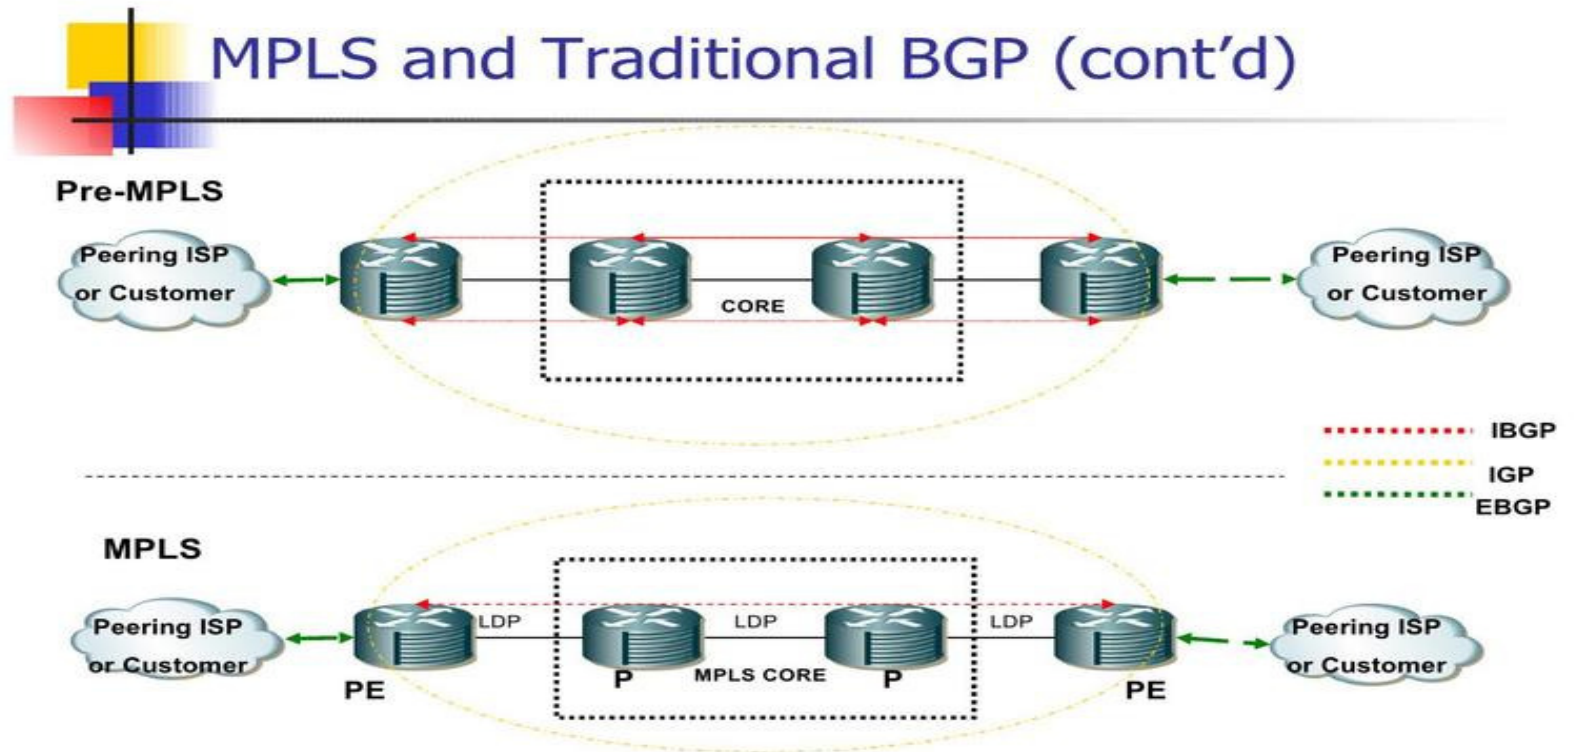 MPLS and Traditional BGP (cont'd)
Pre-MPLS
Peering ISP
or Customer
CORE
Peering ISP
or Customer
IBGP
IGP
EBGP
MPLS
Peering ISP
or Customer
LDP
LDP
LDP
Peering ISP
or Customer
PE
P
MPLS CORE
P
PE